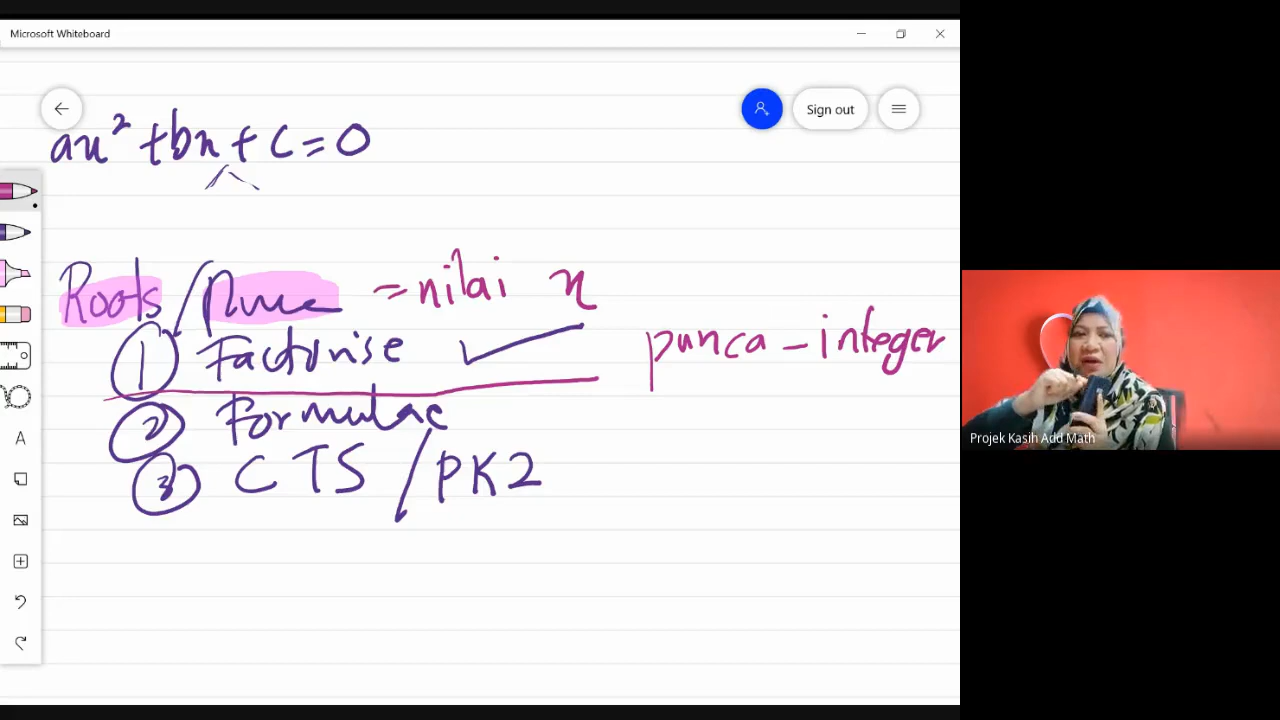 Microsoft Whiteboard
Sign out
ax² + bx + c = 0
Roots / Punca = nilai x
① Factorise ✓
punca - integer
② Formulae
③ CTS / PK2
A
Projek Kasih Add Math